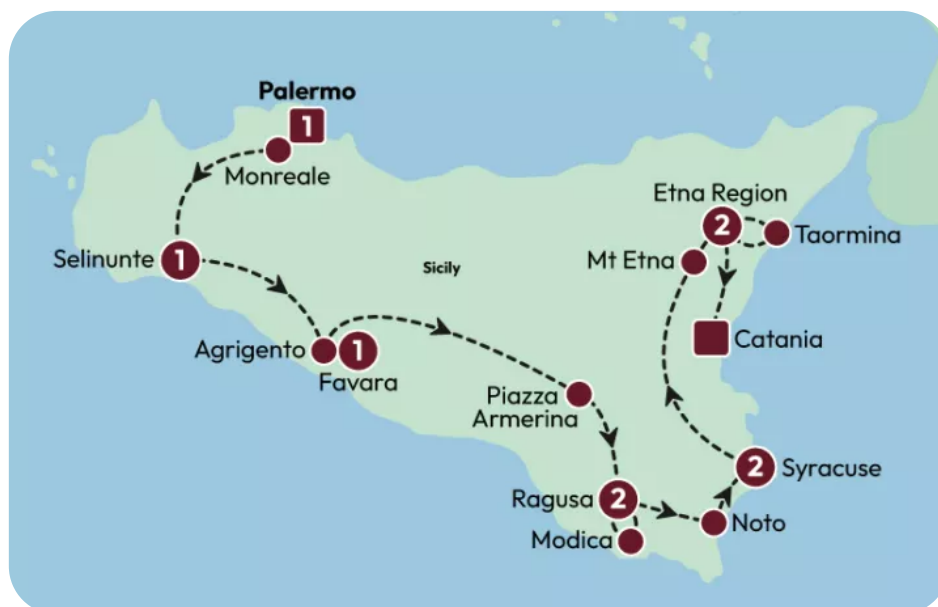 Palermo
1
Monreale
Etna Region
2
Taormina
Selinunte
1
Mt Etna
Sicily
Catania
Agrigento
1
Favara
Piazza
Armerina
2
Syracuse
Ragusa
2
Noto
Modica